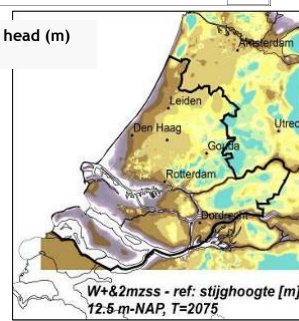 head (m)
Amsterdam
Leiden
Den Haag
Gouda
Utrec
Rotterdam
Dordrecht
W+&2mzss - ref: stijghoogte [m]
12.5 m-NAP, T=2075